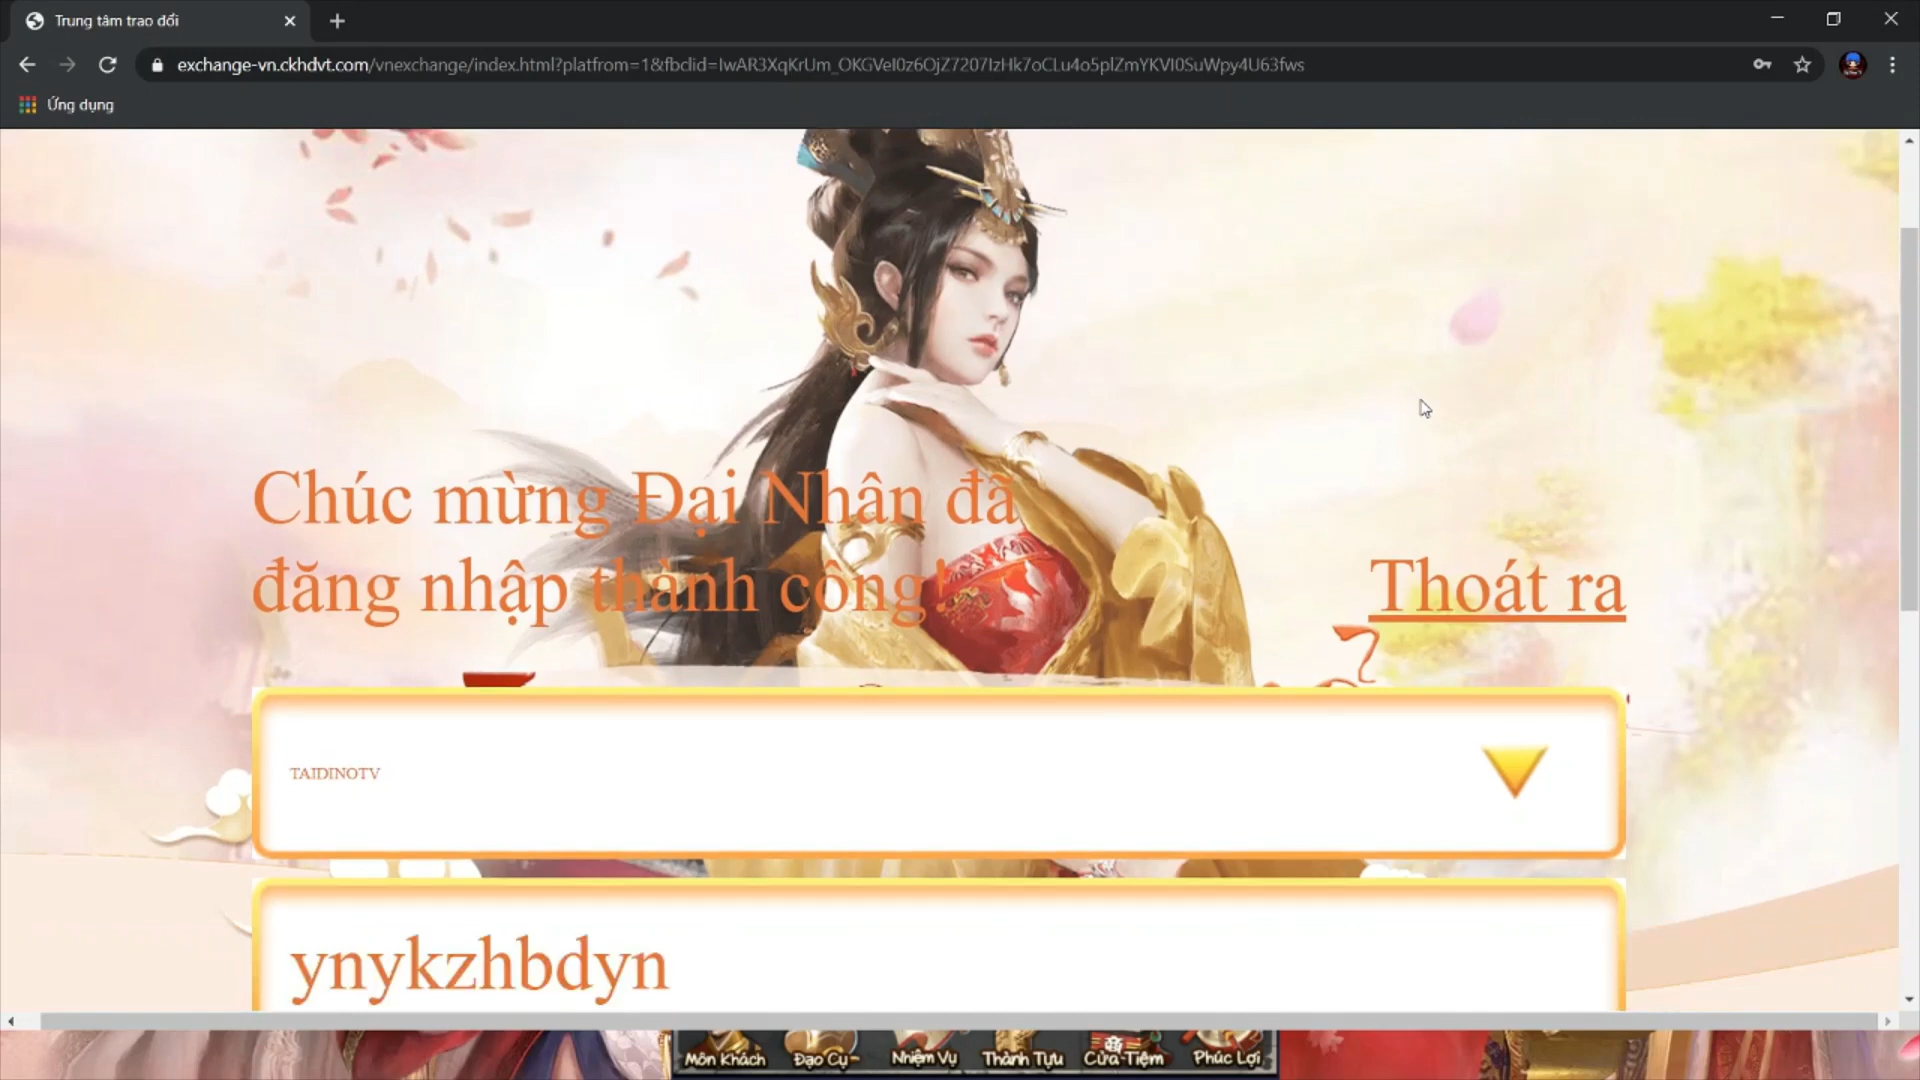 Trung tâm trao đổi
exchange-vn.ckhdvt.com/vnexchange/index.html?platfrom=1&fbclid=IwAR3XqKrUm_OKGVeI0z6OjZ7207IzHk7oCLu4o5plZmYKVI0SuWpy4U63fws
Ứng dụng
Chúc mừng Đại Nhân đã
đăng nhập thành công!
Thoát ra
TAIDINOTV
ynykzhbdyn
Môn Khách Đạo Cụ Nhiệm Vụ Thành Tựu Cửa Tiệm Phúc Lợi